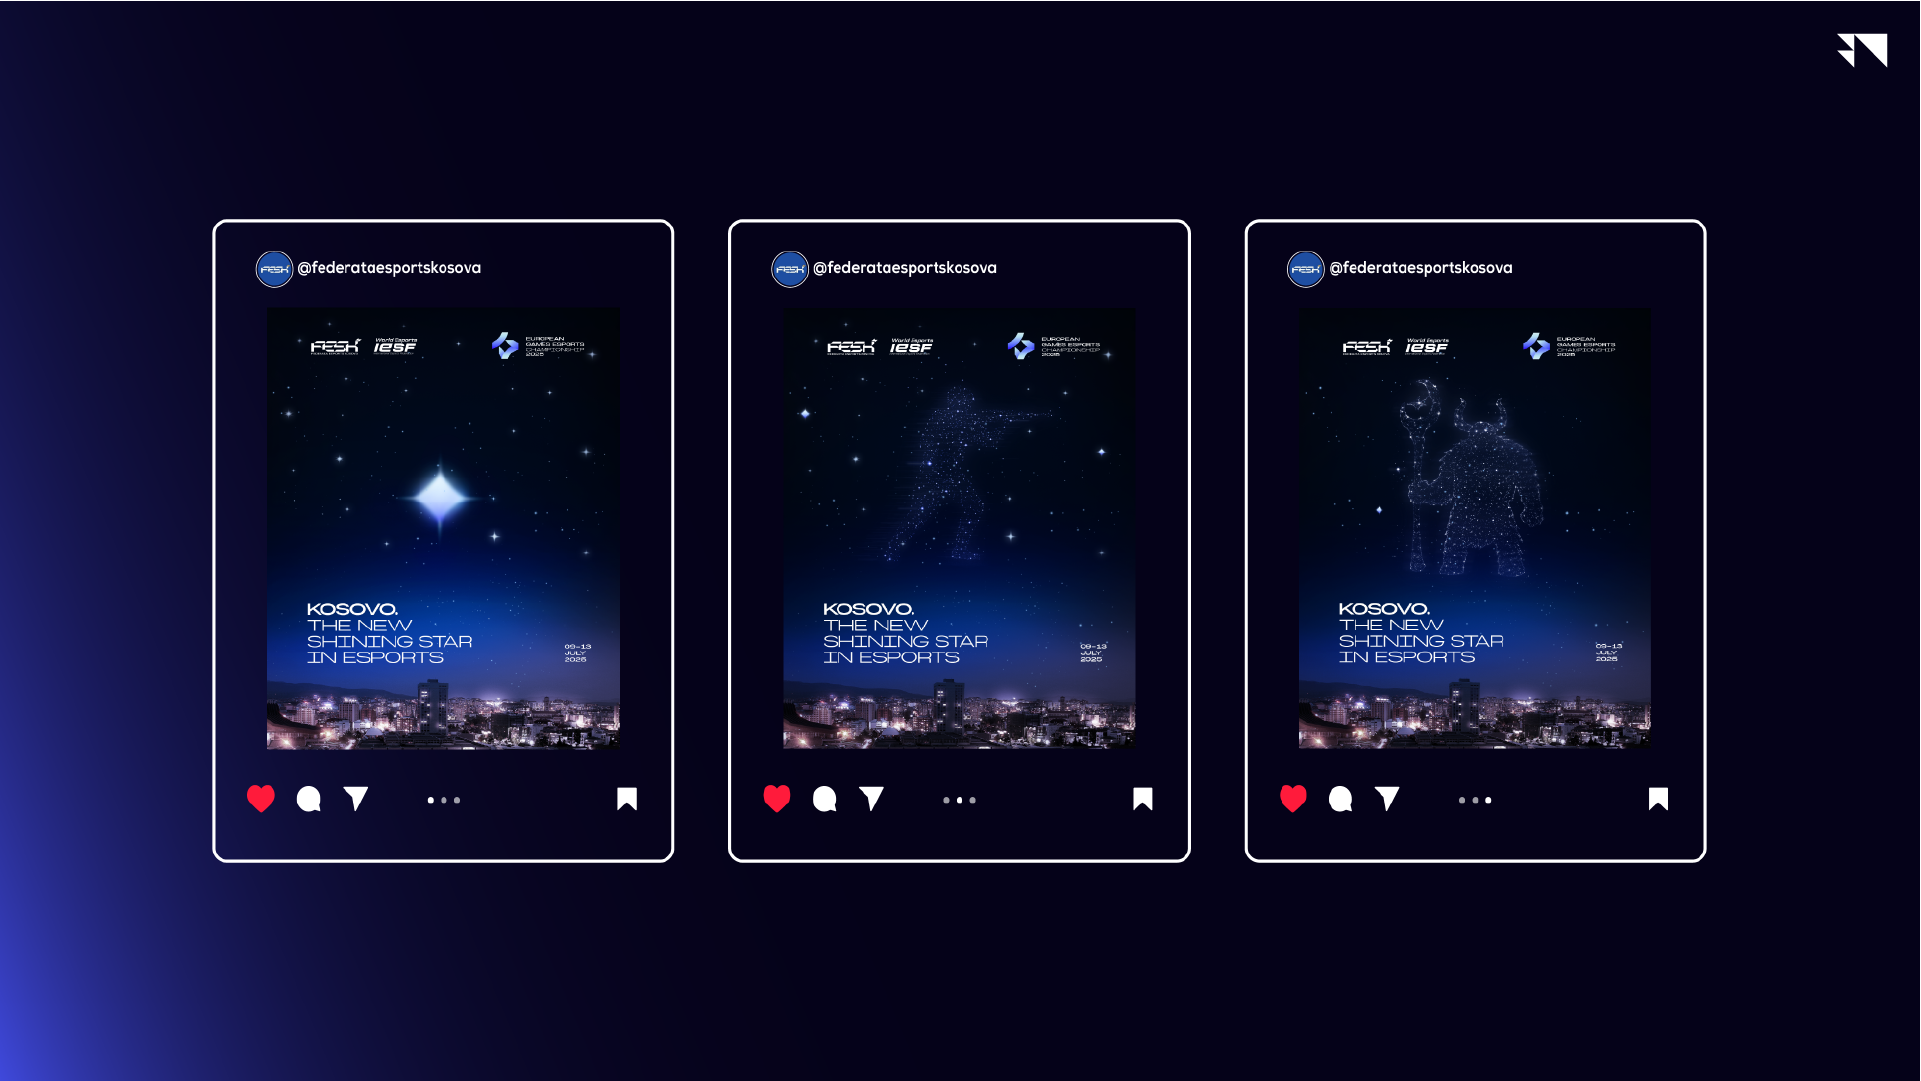 @federataesportskosova
FESK
World Esports
IESF
EUROPEAN
GAMES ESPORTS
CHAMPIONSHIP
2025
KOSOVO.
THE NEW
SHINING STAR
IN ESPORTS
09-13
JULY
2025
@federataesportskosova
FESK
World Esports
IESF
EUROPEAN
GAMES ESPORTS
CHAMPIONSHIP
2025
KOSOVO.
THE NEW
SHINING STAR
IN ESPORTS
09-13
JULY
2025
@federataesportskosova
FESK
World Esports
IESF
EUROPEAN
GAMES ESPORTS
CHAMPIONSHIP
2025
KOSOVO.
THE NEW
SHINING STAR
IN ESPORTS
09-13
JULY
2025